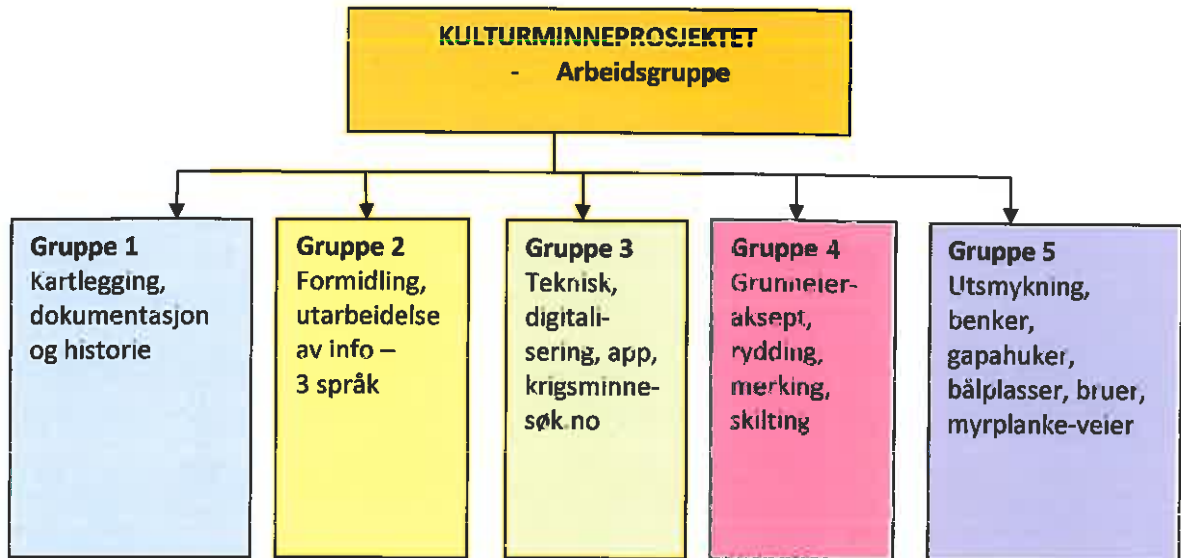 KULTURMINNEPROSJEKTET
- Arbeidsgruppe
Gruppe 1
Kartlegging,
dokumentasjon
og historie
Gruppe 2
Formidling,
utarbeidelse
av info –
3 språk
Gruppe 3
Teknisk,
digitali-
sering, app,
krigsminne-
søk.no
Gruppe 4
Grunneier-
aksept,
rydding,
merking,
skilting
Gruppe 5
Utsmykning,
benker,
gapahuker,
bålplasser, bruer,
myrplanke-veier